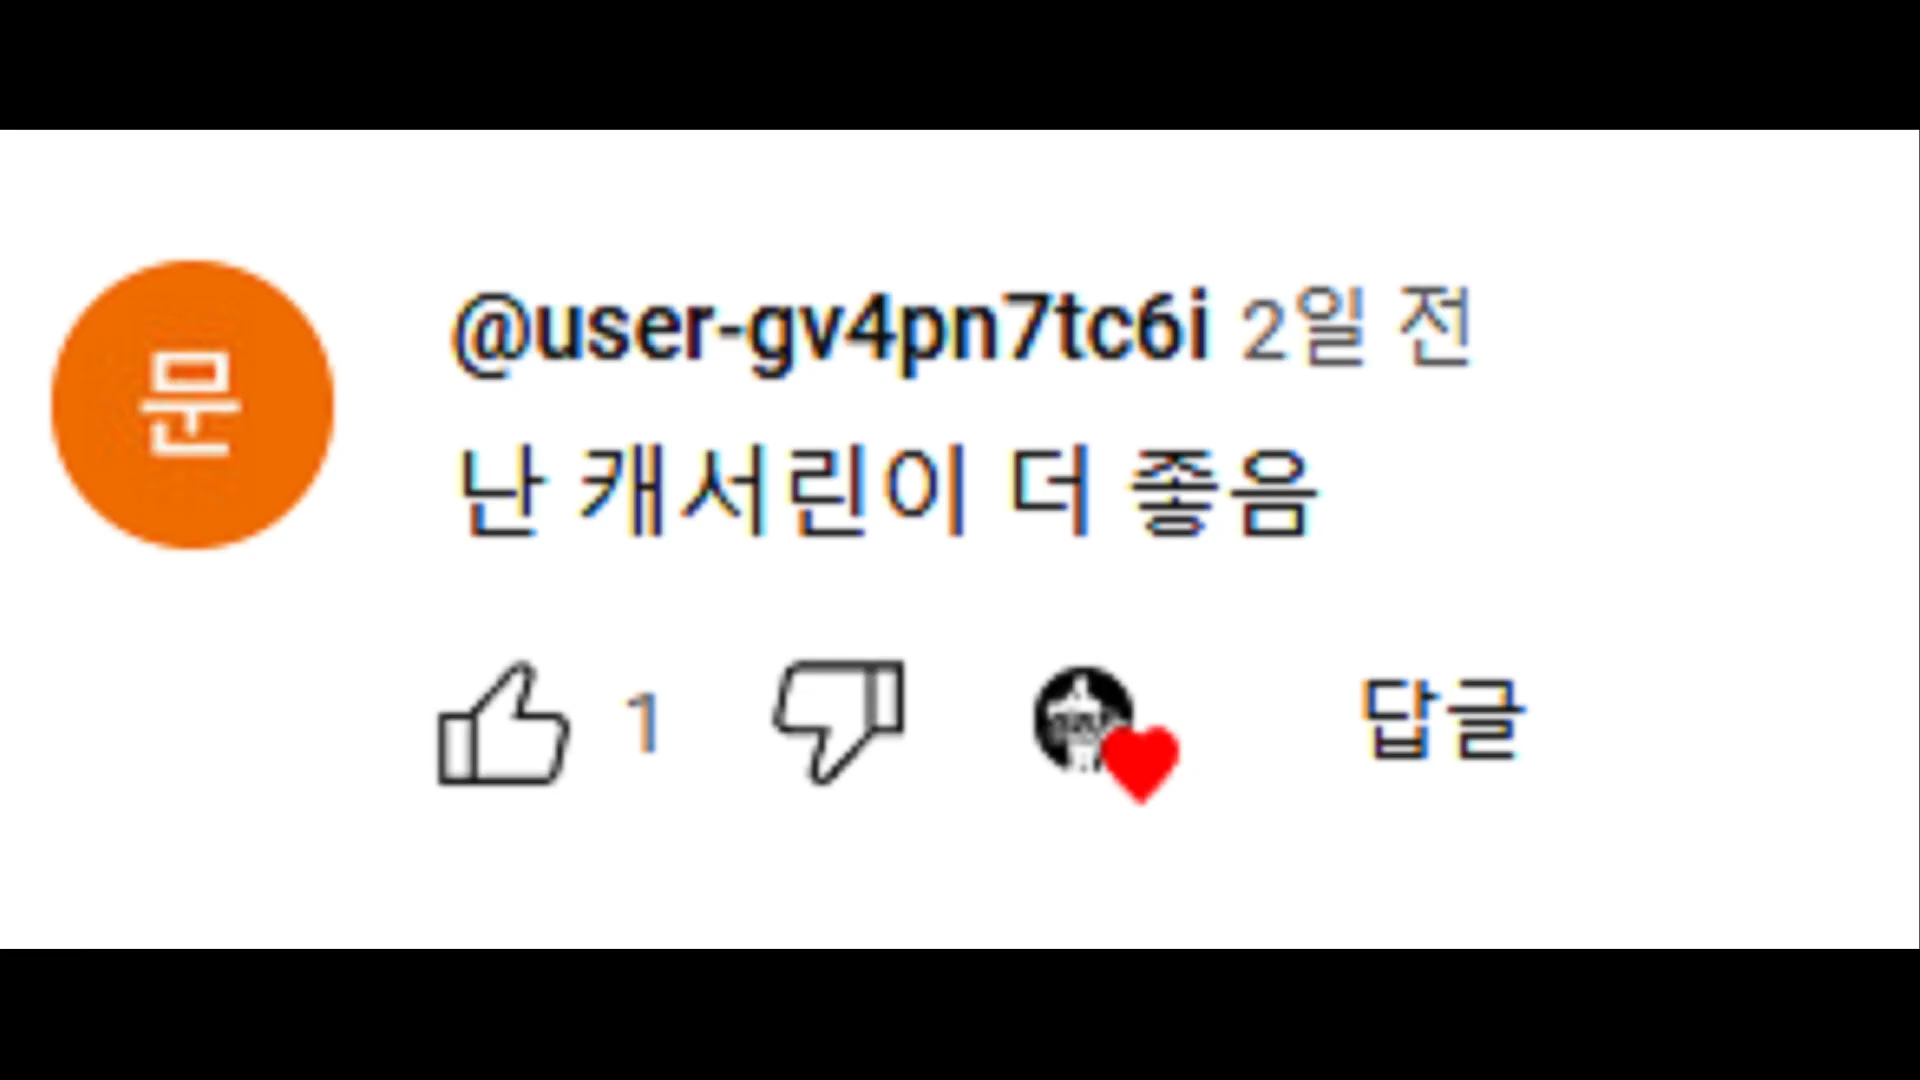 문
@user-gv4pn7tc6i 2일 전
난 캐서린이 더 좋음
1
답글